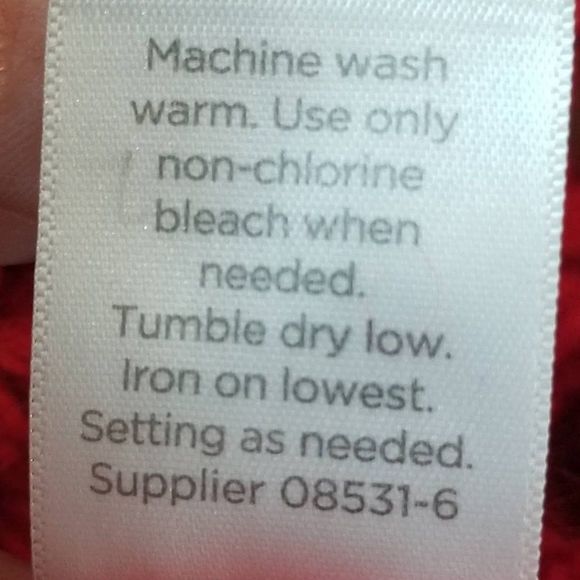 Machine wash
warm. Use only
non-chlorine
bleach when
needed.
Tumble dry low.
Iron on lowest.
Setting as needed.
Supplier 08531-6